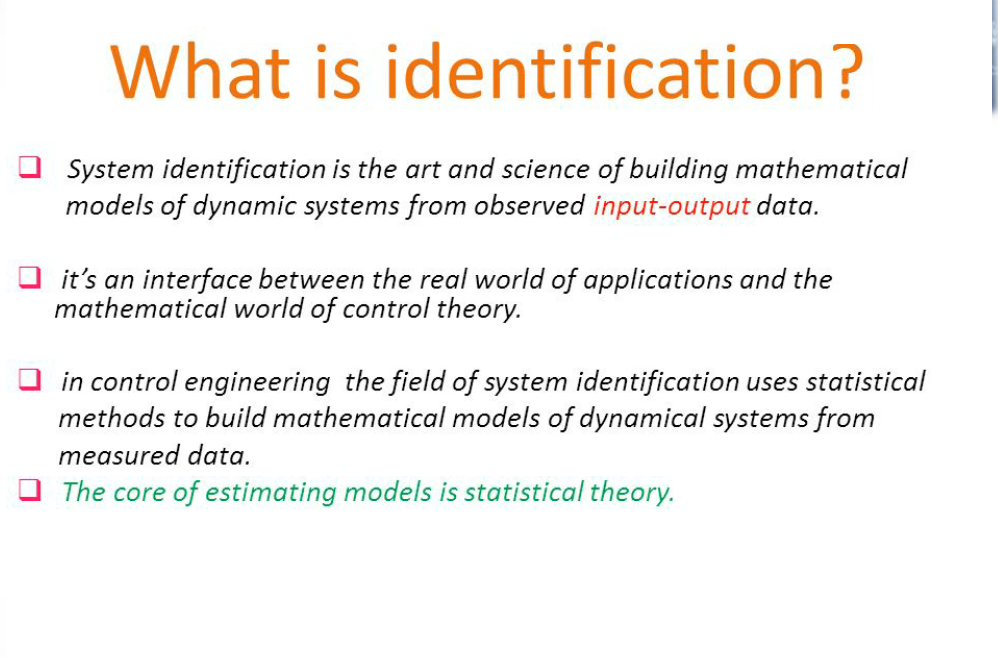 What is identification?
System identification is the art and science of building mathematical
models of dynamic systems from observed input-output data.
it’s an interface between the real world of applications and the
mathematical world of control theory.
in control engineering the field of system identification uses statistical
methods to build mathematical models of dynamical systems from
measured data.
The core of estimating models is statistical theory.